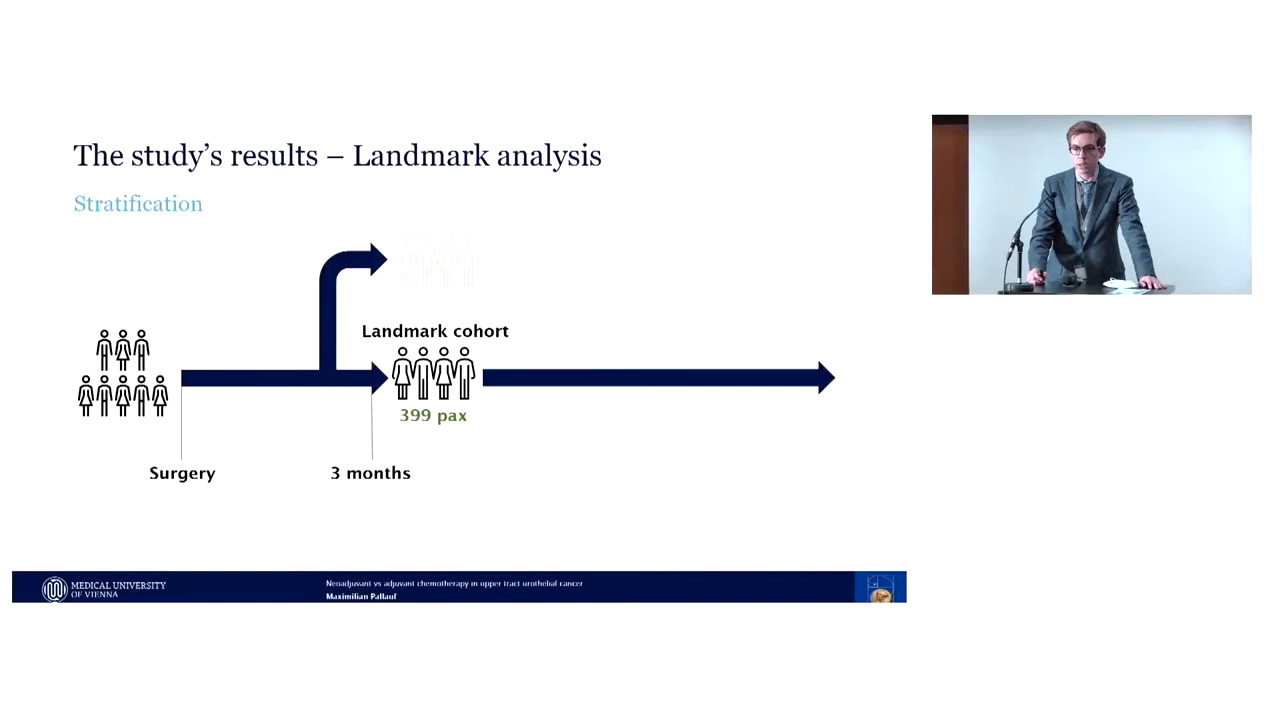 The study's results – Landmark analysis
Stratification
Landmark cohort
399 pax
Surgery
3 months
MEDICAL UNIVERSITY
OF VIENNA
Neoadjuvant vs adjuvant chemotherapy in upper tract urothelial cancer
Maximilian Pallauf